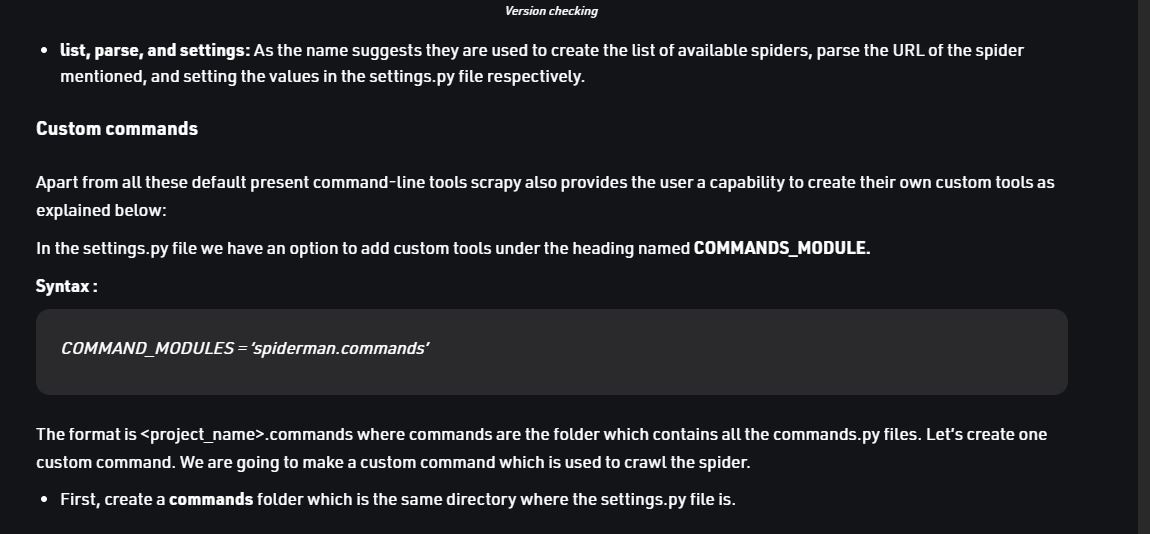 Version checking
• list, parse, and settings: As the name suggests they are used to create the list of available spiders, parse the URL of the spider
mentioned, and setting the values in the settings.py file respectively.
Custom commands
Apart from all these default present command-line tools scrapy also provides the user a capability to create their own custom tools as
explained below:
In the settings.py file we have an option to add custom tools under the heading named COMMANDS_MODULE.
Syntax :
COMMAND_MODULES = ‘spiderman.commands’
The format is <project_name>.commands where commands are the folder which contains all the commands.py files. Let’s create one
custom command. We are going to make a custom command which is used to crawl the spider.
• First, create a commands folder which is the same directory where the settings.py file is.